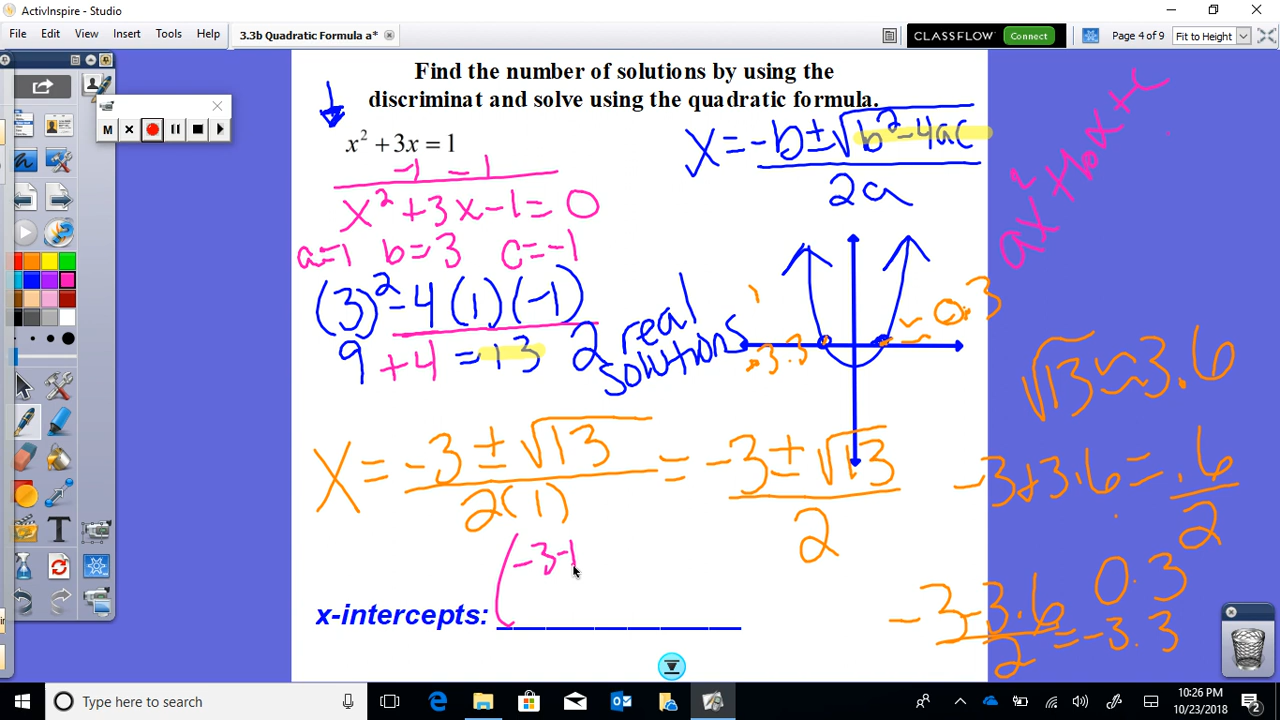 ActivInspire - Studio
File Edit View Insert Tools Help
3.3b Quadratic Formula a*
CLASSFLOW Connect
Page 4 of 9
Fit to Height
M
Find the number of solutions by using the
discriminat and solve using the quadratic formula.
x² + 3x = 1
-1 -1
x² + 3x - 1 = 0
a=1 b=3 c=-1
(3)² - 4(1)(-1)
9 + 4 = 13
2 real
solutions
x = -b ± √b² - 4ac
2a
ax² + bx + c
-3.3
≈ 0.3
√13 ≈ 3.6
x = -3 ± √13 = -3 ± √13
2(1) 2
-3 + 3.6 = .6
2
0.3
-3 - 3.6 = -3.3
2
(-3-
x-intercepts:
Type here to search
10:26 PM
10/23/2018
2